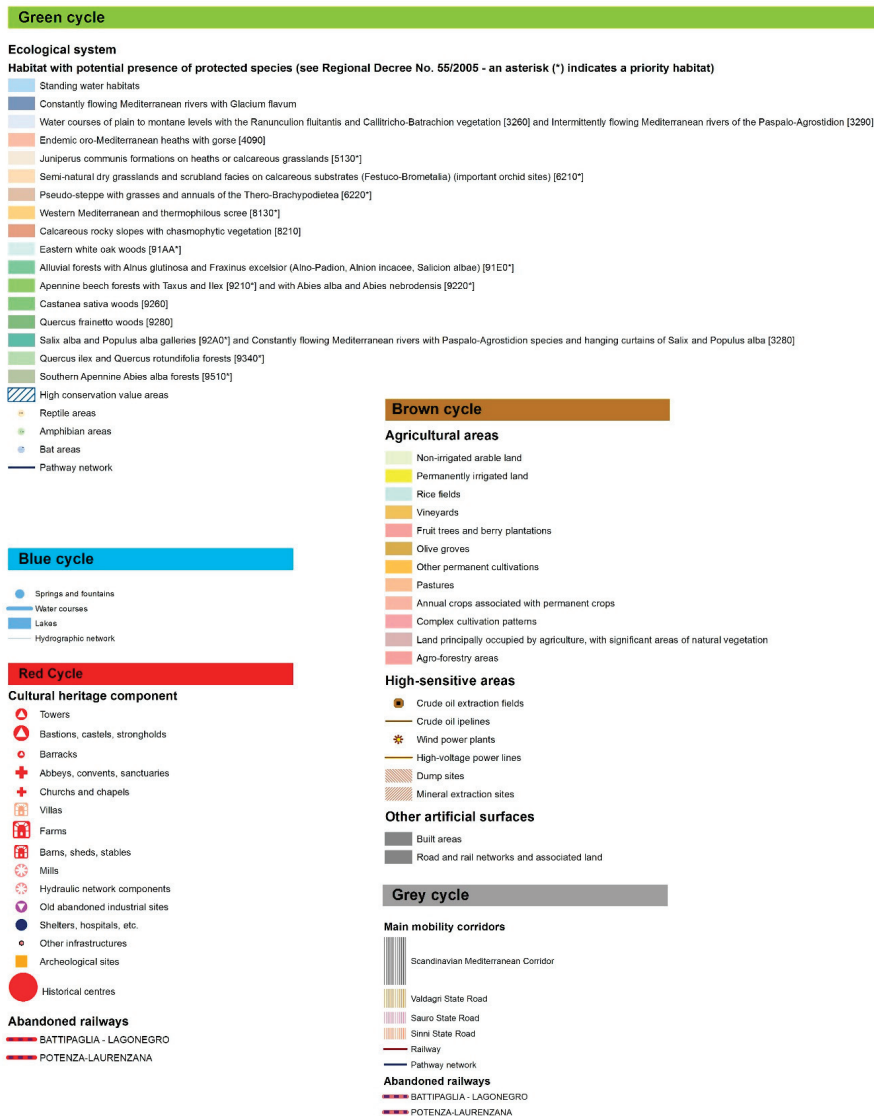 Green cycle
Ecological system
Habitat with potential presence of protected species (see Regional Decree No. 55/2005 - an asterisk (*) indicates a priority habitat)
Standing water habitats
Constantly flowing Mediterranean rivers with Glacium flavum
Water courses of plain to montane levels with the Ranunculion fluitantis and Callitricho-Batrachion vegetation [3260] and Intermittently flowing Mediterranean rivers of the Paspalo-Agrostidion [3290]
Endemic oro-Mediterranean heaths with gorse [4090]
Juniperus communis formations on heaths or calcareous grasslands [5130*]
Semi-natural dry grasslands and scrubland facies on calcareous substrates (Festuco-Brometalia) (important orchid sites) [6210*]
Pseudo-steppe with grasses and annuals of the Thero-Brachypodietea [6220*]
Western Mediterranean and thermophilous scree [8130*]
Calcareous rocky slopes with chasmophytic vegetation [8210]
Eastern white oak woods [91AA*]
Alluvial forests with Alnus glutinosa and Fraxinus excelsior (Alno-Padion, Alnion incacee, Salicion albae) [91E0*]
Apennine beech forests with Taxus and Ilex [9210*] and with Abies alba and Abies nebrodensis [9220*]
Castanea sativa woods [9260]
Quercus frainetto woods [9280]
Salix alba and Populus alba galleries [92A0*] and Constantly flowing Mediterranean rivers with Paspalo-Agrostidion species and hanging curtains of Salix and Populus alba [3280]
Quercus ilex and Quercus rotundifolia forests [9340*]
Southern Apennine Abies alba forests [9510*]
High conservation value areas
Reptile areas
Amphibian areas
Bat areas
Pathway network
Blue cycle
Springs and fountains
Water courses
Lakes
Hydrographic network
Red Cycle
Cultural heritage component
Towers
Bastions, castels, strongholds
Barracks
Abbeys, convents, sanctuaries
Churchs and chapels
Villas
Farms
Barns, sheds, stables
Mills
Hydraulic network components
Old abandoned industrial sites
Shelters, hospitals, etc.
Other infrastructures
Archeological sites
Historical centres
Abandoned railways
BATTIPAGLIA - LAGONEGRO
POTENZA-LAURENZANA
Brown cycle
Agricultural areas
Non-irrigated arable land
Permanently irrigated land
Rice fields
Vineyards
Fruit trees and berry plantations
Olive groves
Other permanent cultivations
Pastures
Annual crops associated with permanent crops
Complex cultivation patterns
Land principally occupied by agriculture, with significant areas of natural vegetation
Agro-forestry areas
High-sensitive areas
Crude oil extraction fields
Crude oil ipelines
Wind power plants
High-voltage power lines
Dump sites
Mineral extraction sites
Other artificial surfaces
Built areas
Road and rail networks and associated land
Grey cycle
Main mobility corridors
Scandinavian Mediterranean Corridor
Valdagri State Road
Sauro State Road
Sinni State Road
Railway
Pathway network
Abandoned railways
BATTIPAGLIA - LAGONEGRO
POTENZA-LAURENZANA